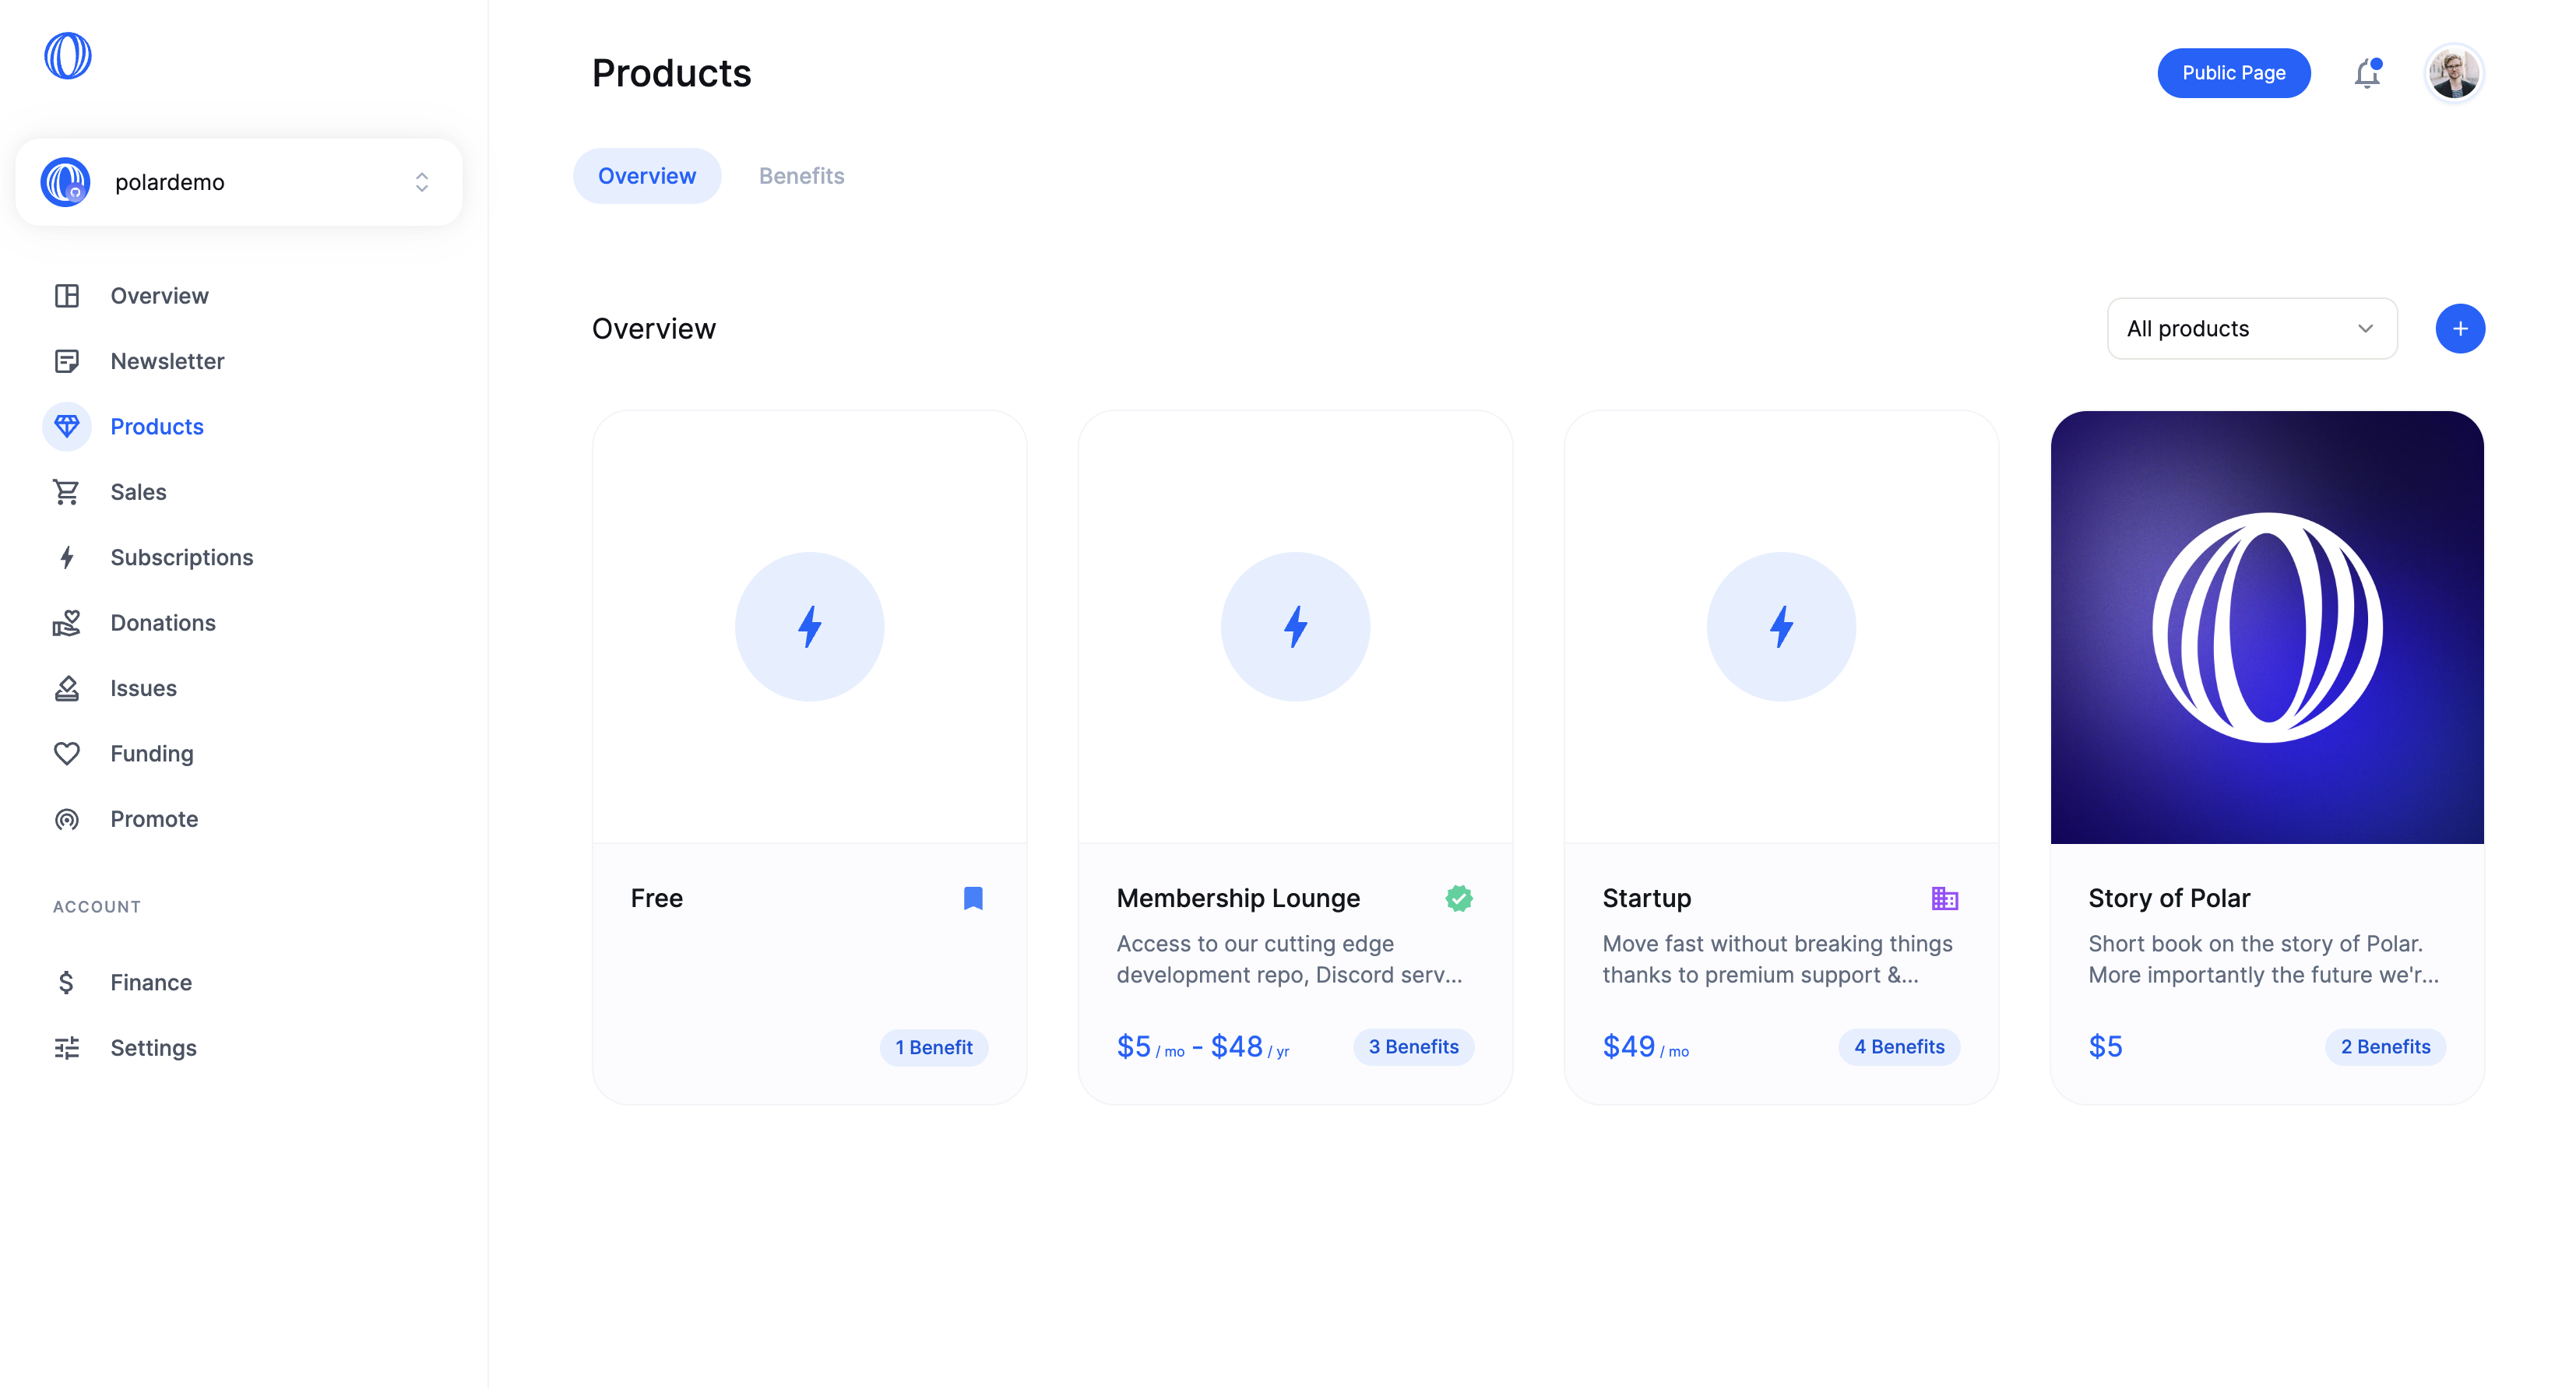 Products
Public Page
polardemo
Overview
Benefits
Overview
Newsletter
Products
Sales
Subscriptions
Donations
Issues
Funding
Promote
ACCOUNT
Finance
Settings
Overview
All products
Free
1 Benefit
Membership Lounge
Access to our cutting edge
development repo, Discord serv...
$5 / mo - $48 / yr
3 Benefits
Startup
Move fast without breaking things
thanks to premium support &...
$49 / mo
4 Benefits
Story of Polar
Short book on the story of Polar.
More importantly the future we'r...
$5
2 Benefits